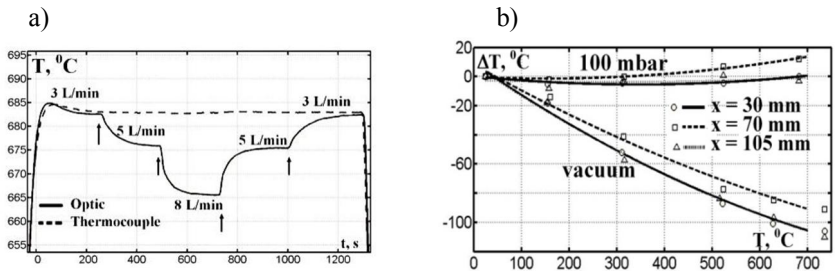 a)
b)
695
690
685
680
675
670
665
660
655
T, ⁰C
3 L/min
5 L/min
8 L/min
5 L/min
3 L/min
Optic
Thermocouple
t, s
0 200 400 600 800 1000 1200
20
0
-20
-40
-60
-80
-100
ΔT, ⁰C
100 mbar
x = 30 mm
x = 70 mm
x = 105 mm
vacuum
T, ⁰C
0 100 200 300 400 500 600 700